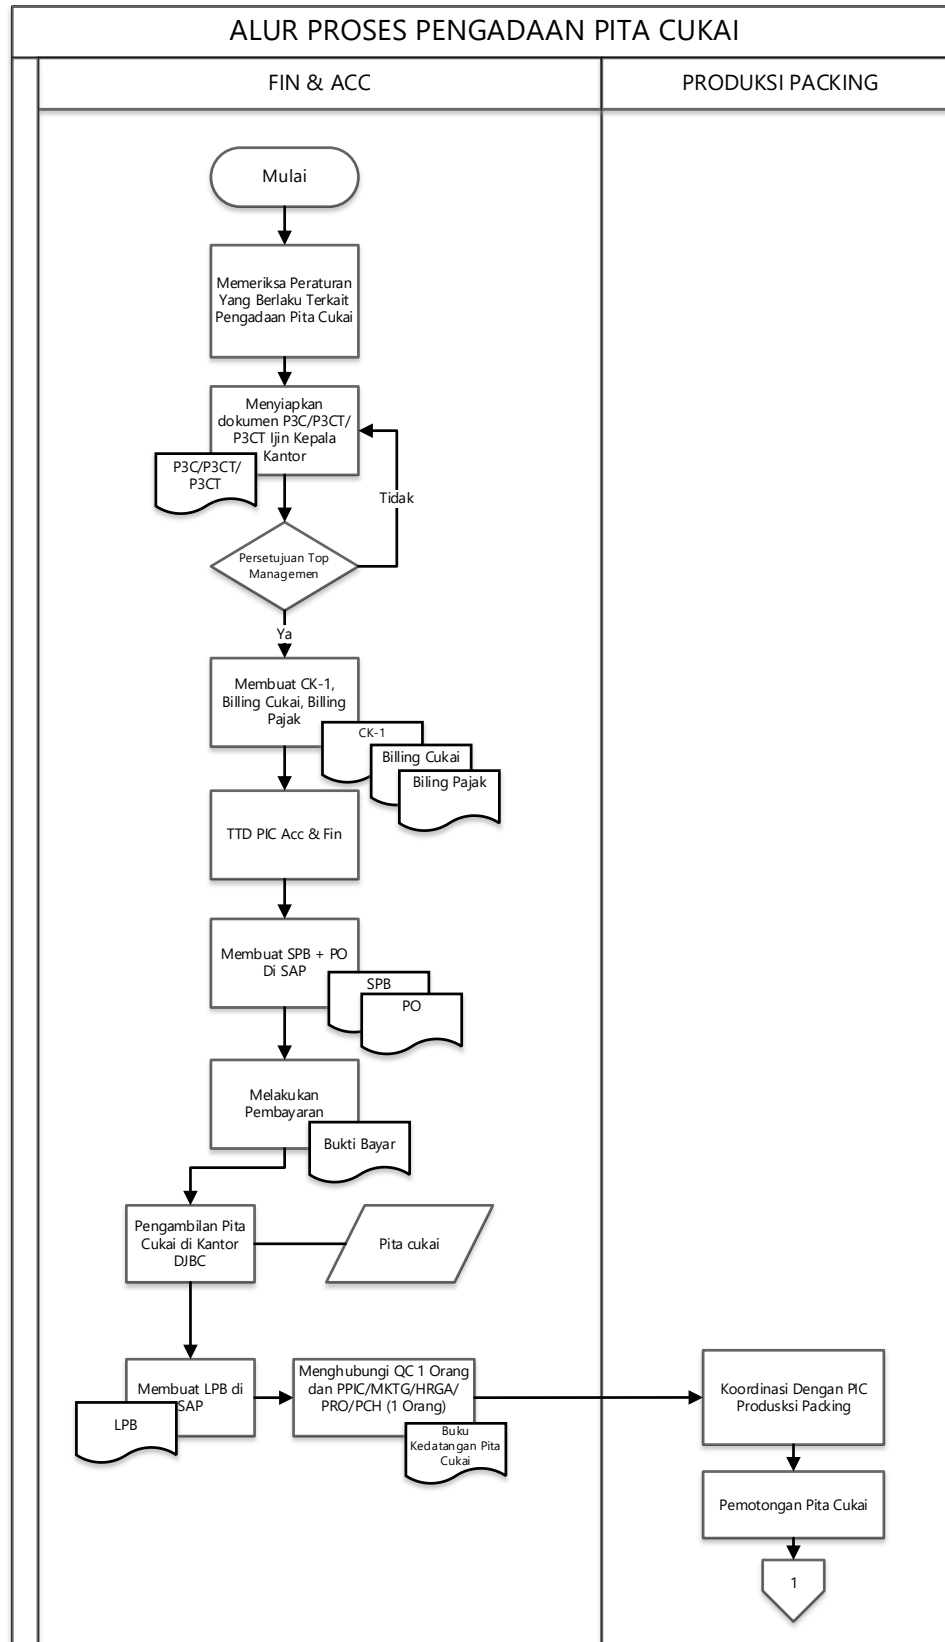 ALUR PROSES PENGADAAN PITA CUKAI
FIN & ACC
PRODUKSI PACKING
Mulai
Memeriksa Peraturan
Yang Berlaku Terkait
Pengadaan Pita Cukai
Menyiapkan
dokumen P3C/P3CT/
P3CT Ijin Kepala
Kantor
P3C/P3CT/
P3CT
Tidak
Persetujuan Top
Managemen
Ya
Membuat CK-1,
Billing Cukai, Billing
Pajak
CK-1
Billing Cukai
Biling Pajak
TTD PIC Acc & Fin
Membuat SPB + PO
Di SAP
SPB
PO
Melakukan
Pembayaran
Bukti Bayar
Pengambilan Pita
Cukai di Kantor
DJBC
Pita cukai
Membuat LPB di
SAP
LPB
Menghubungi QC 1 Orang
dan PPIC/MKTG/HRGA/
PRO/PCH (1 Orang)
Buku
Kedatangan Pita
Cukai
Koordinasi Dengan PIC
Produsksi Packing
Pemotongan Pita Cukai
1